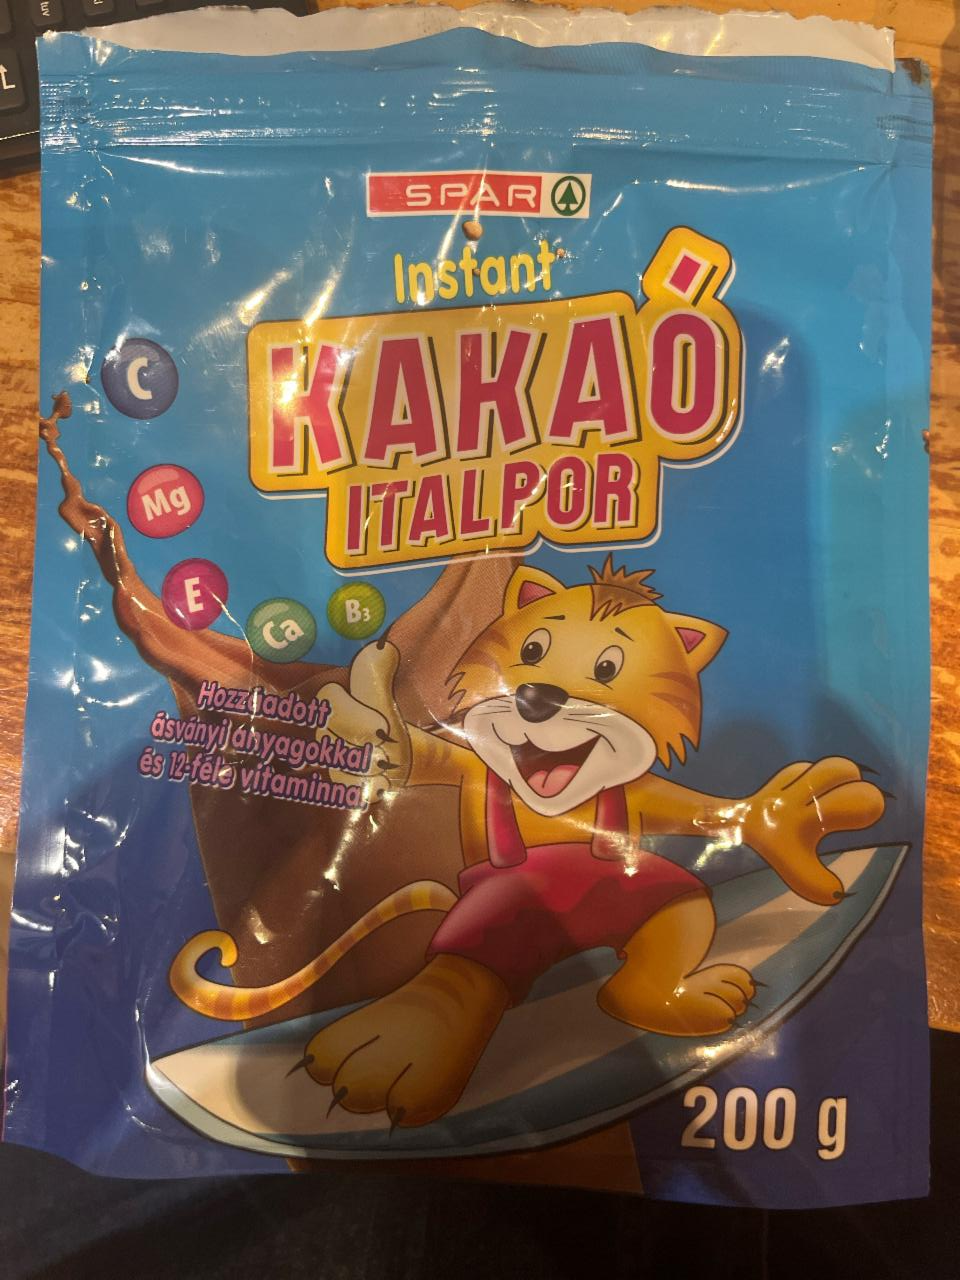 SPAR
Instant*
KAKAÓ
ITALPOR
C
Mg
E
Ca
B₃
Hozzáadott
ásványi anyagokkal
és 12-féle vitaminnal
200 g